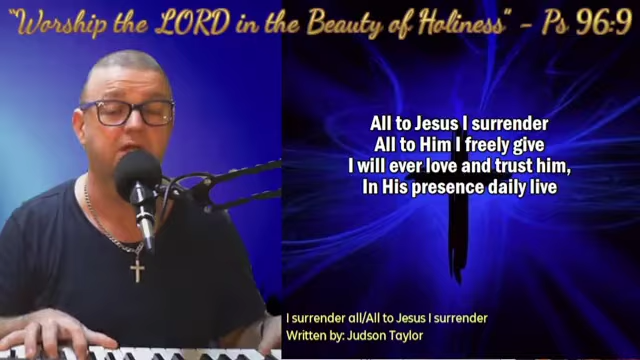 "Worship the LORD in the Beauty of Holiness" - Ps 96:9
All to Jesus I surrender
All to Him I freely give
I will ever love and trust him,
In His presence daily live
I surrender all/All to Jesus I surrender
Written by: Judson Taylor